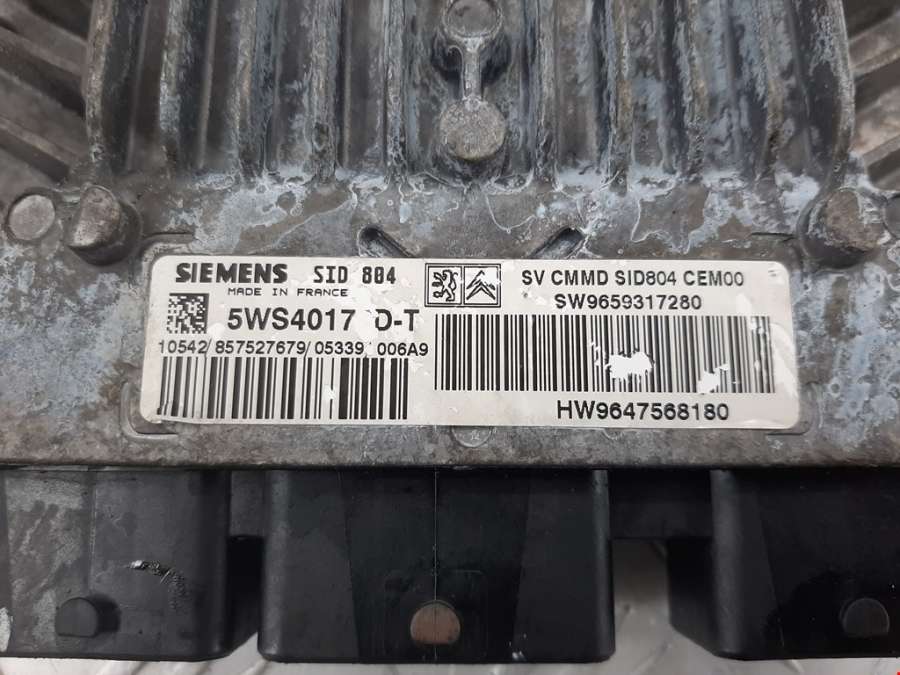 SIEMENS SID 804
MADE IN FRANCE
5WS4017 D-T
10542/857527679/05339 006A9
SV CMMD SID804 CEM00
SW9659317280
HW9647568180